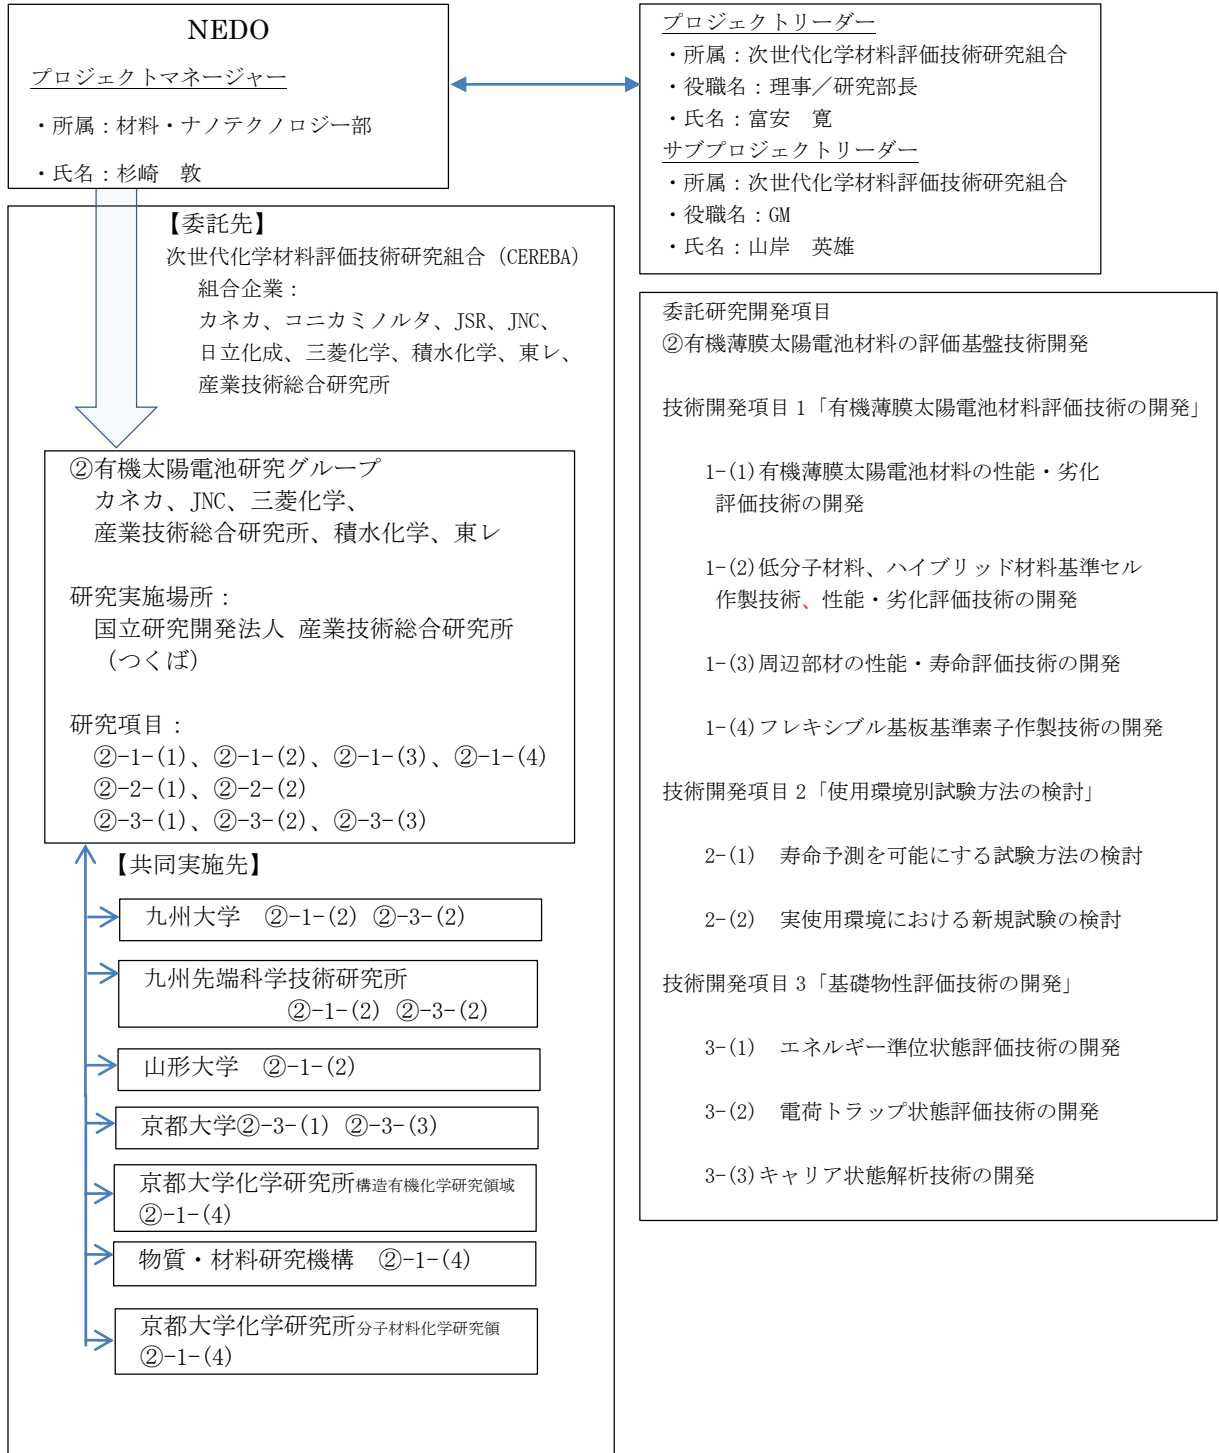 NEDO
プロジェクトマネージャー
・所属：材料・ナノテクノロジー部
・氏名：杉崎　敦
プロジェクトリーダー
・所属：次世代化学材料評価技術研究組合
・役職名：理事／研究部長
・氏名：富安　寛
サブプロジェクトリーダー
・所属：次世代化学材料評価技術研究組合
・役職名：GM
・氏名：山岸　英雄
【委託先】
次世代化学材料評価技術研究組合（CEREBA）
組合企業：
カネカ、コニカミノルタ、JSR、JNC、
日立化成、三菱化学、積水化学、東レ、
産業技術総合研究所
②有機太陽電池研究グループ
カネカ、JNC、三菱化学、
産業技術総合研究所、積水化学、東レ
研究実施場所：
国立研究開発法人 産業技術総合研究所
（つくば）
研究項目：
②-1-(1)、②-1-(2)、②-1-(3)、②-1-(4)
②-2-(1)、②-2-(2)
②-3-(1)、②-3-(2)、②-3-(3)
【共同実施先】
九州大学　②-1-(2) ②-3-(2)
九州先端科学技術研究所
②-1-(2) ②-3-(2)
山形大学　②-1-(2)
京都大学②-3-(1) ②-3-(3)
京都大学化学研究所構造有機化学研究領域
②-1-(4)
物質・材料研究機構　②-1-(4)
京都大学化学研究所分子材料化学研究領
②-1-(4)
委託研究開発項目
②有機薄膜太陽電池材料の評価基盤技術開発
技術開発項目 1「有機薄膜太陽電池材料評価技術の開発」
1-(1)有機薄膜太陽電池材料の性能・劣化
評価技術の開発
1-(2)低分子材料、ハイブリッド材料基準セル
作製技術、性能・劣化評価技術の開発
1-(3)周辺部材の性能・寿命評価技術の開発
1-(4)フレキシブル基板基準素子作製技術の開発
技術開発項目 2「使用環境別試験方法の検討」
2-(1)　寿命予測を可能にする試験方法の検討
2-(2)　実使用環境における新規試験の検討
技術開発項目 3「基礎物性評価技術の開発」
3-(1)　エネルギー準位状態評価技術の開発
3-(2)　電荷トラップ状態評価技術の開発
3-(3)キャリア状態解析技術の開発